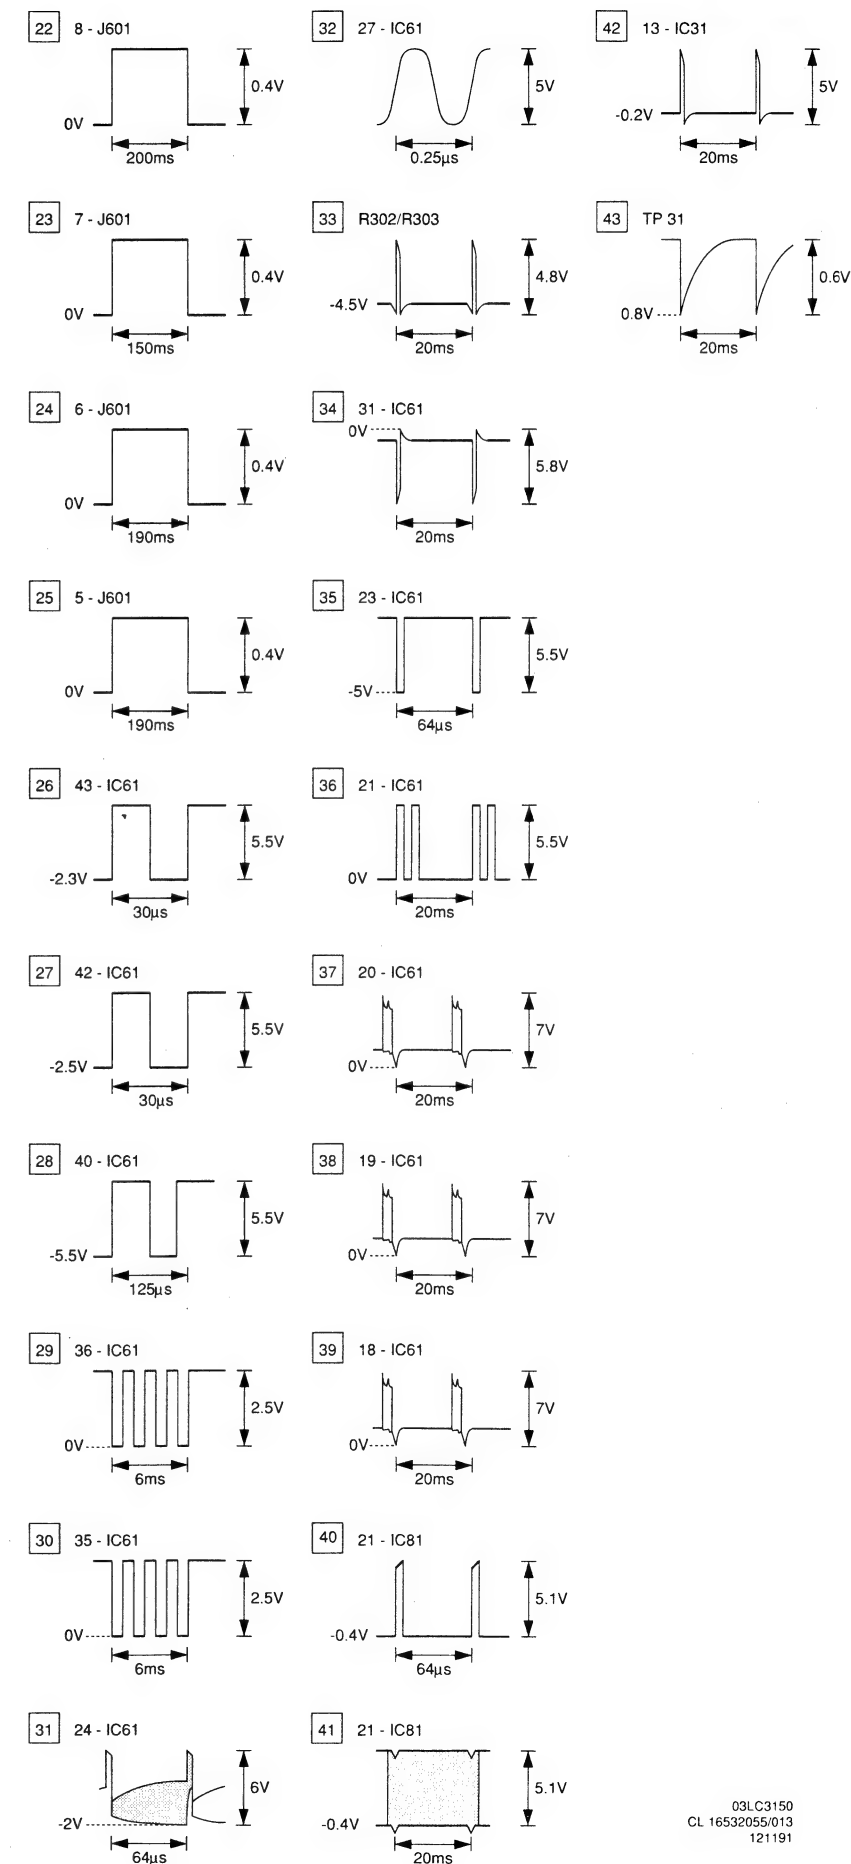 22 8 - J601
0.4V
0V
200ms
23 7 - J601
0.4V
0V
150ms
24 6 - J601
0.4V
0V
190ms
25 5 - J601
0.4V
0V
190ms
26 43 - IC61
5.5V
-2.3V
30µs
27 42 - IC61
5.5V
-2.5V
30µs
28 40 - IC61
5.5V
-5.5V
125µs
29 36 - IC61
2.5V
0V
6ms
30 35 - IC61
2.5V
0V
6ms
31 24 - IC61
6V
-2V
64µs
32 27 - IC61
5V
0.25µs
33 R302/R303
4.8V
-4.5V
20ms
34 31 - IC61
0V
5.8V
20ms
35 23 - IC61
5.5V
-5V
64µs
36 21 - IC61
5.5V
0V
20ms
37 20 - IC61
7V
0V
20ms
38 19 - IC61
7V
0V
20ms
39 18 - IC61
7V
0V
20ms
40 21 - IC81
5.1V
-0.4V
64µs
41 21 - IC81
5.1V
-0.4V
20ms
42 13 - IC31
5V
-0.2V
20ms
43 TP 31
0.6V
0.8V
20ms
03LC3150
CL 16532055/013
121191